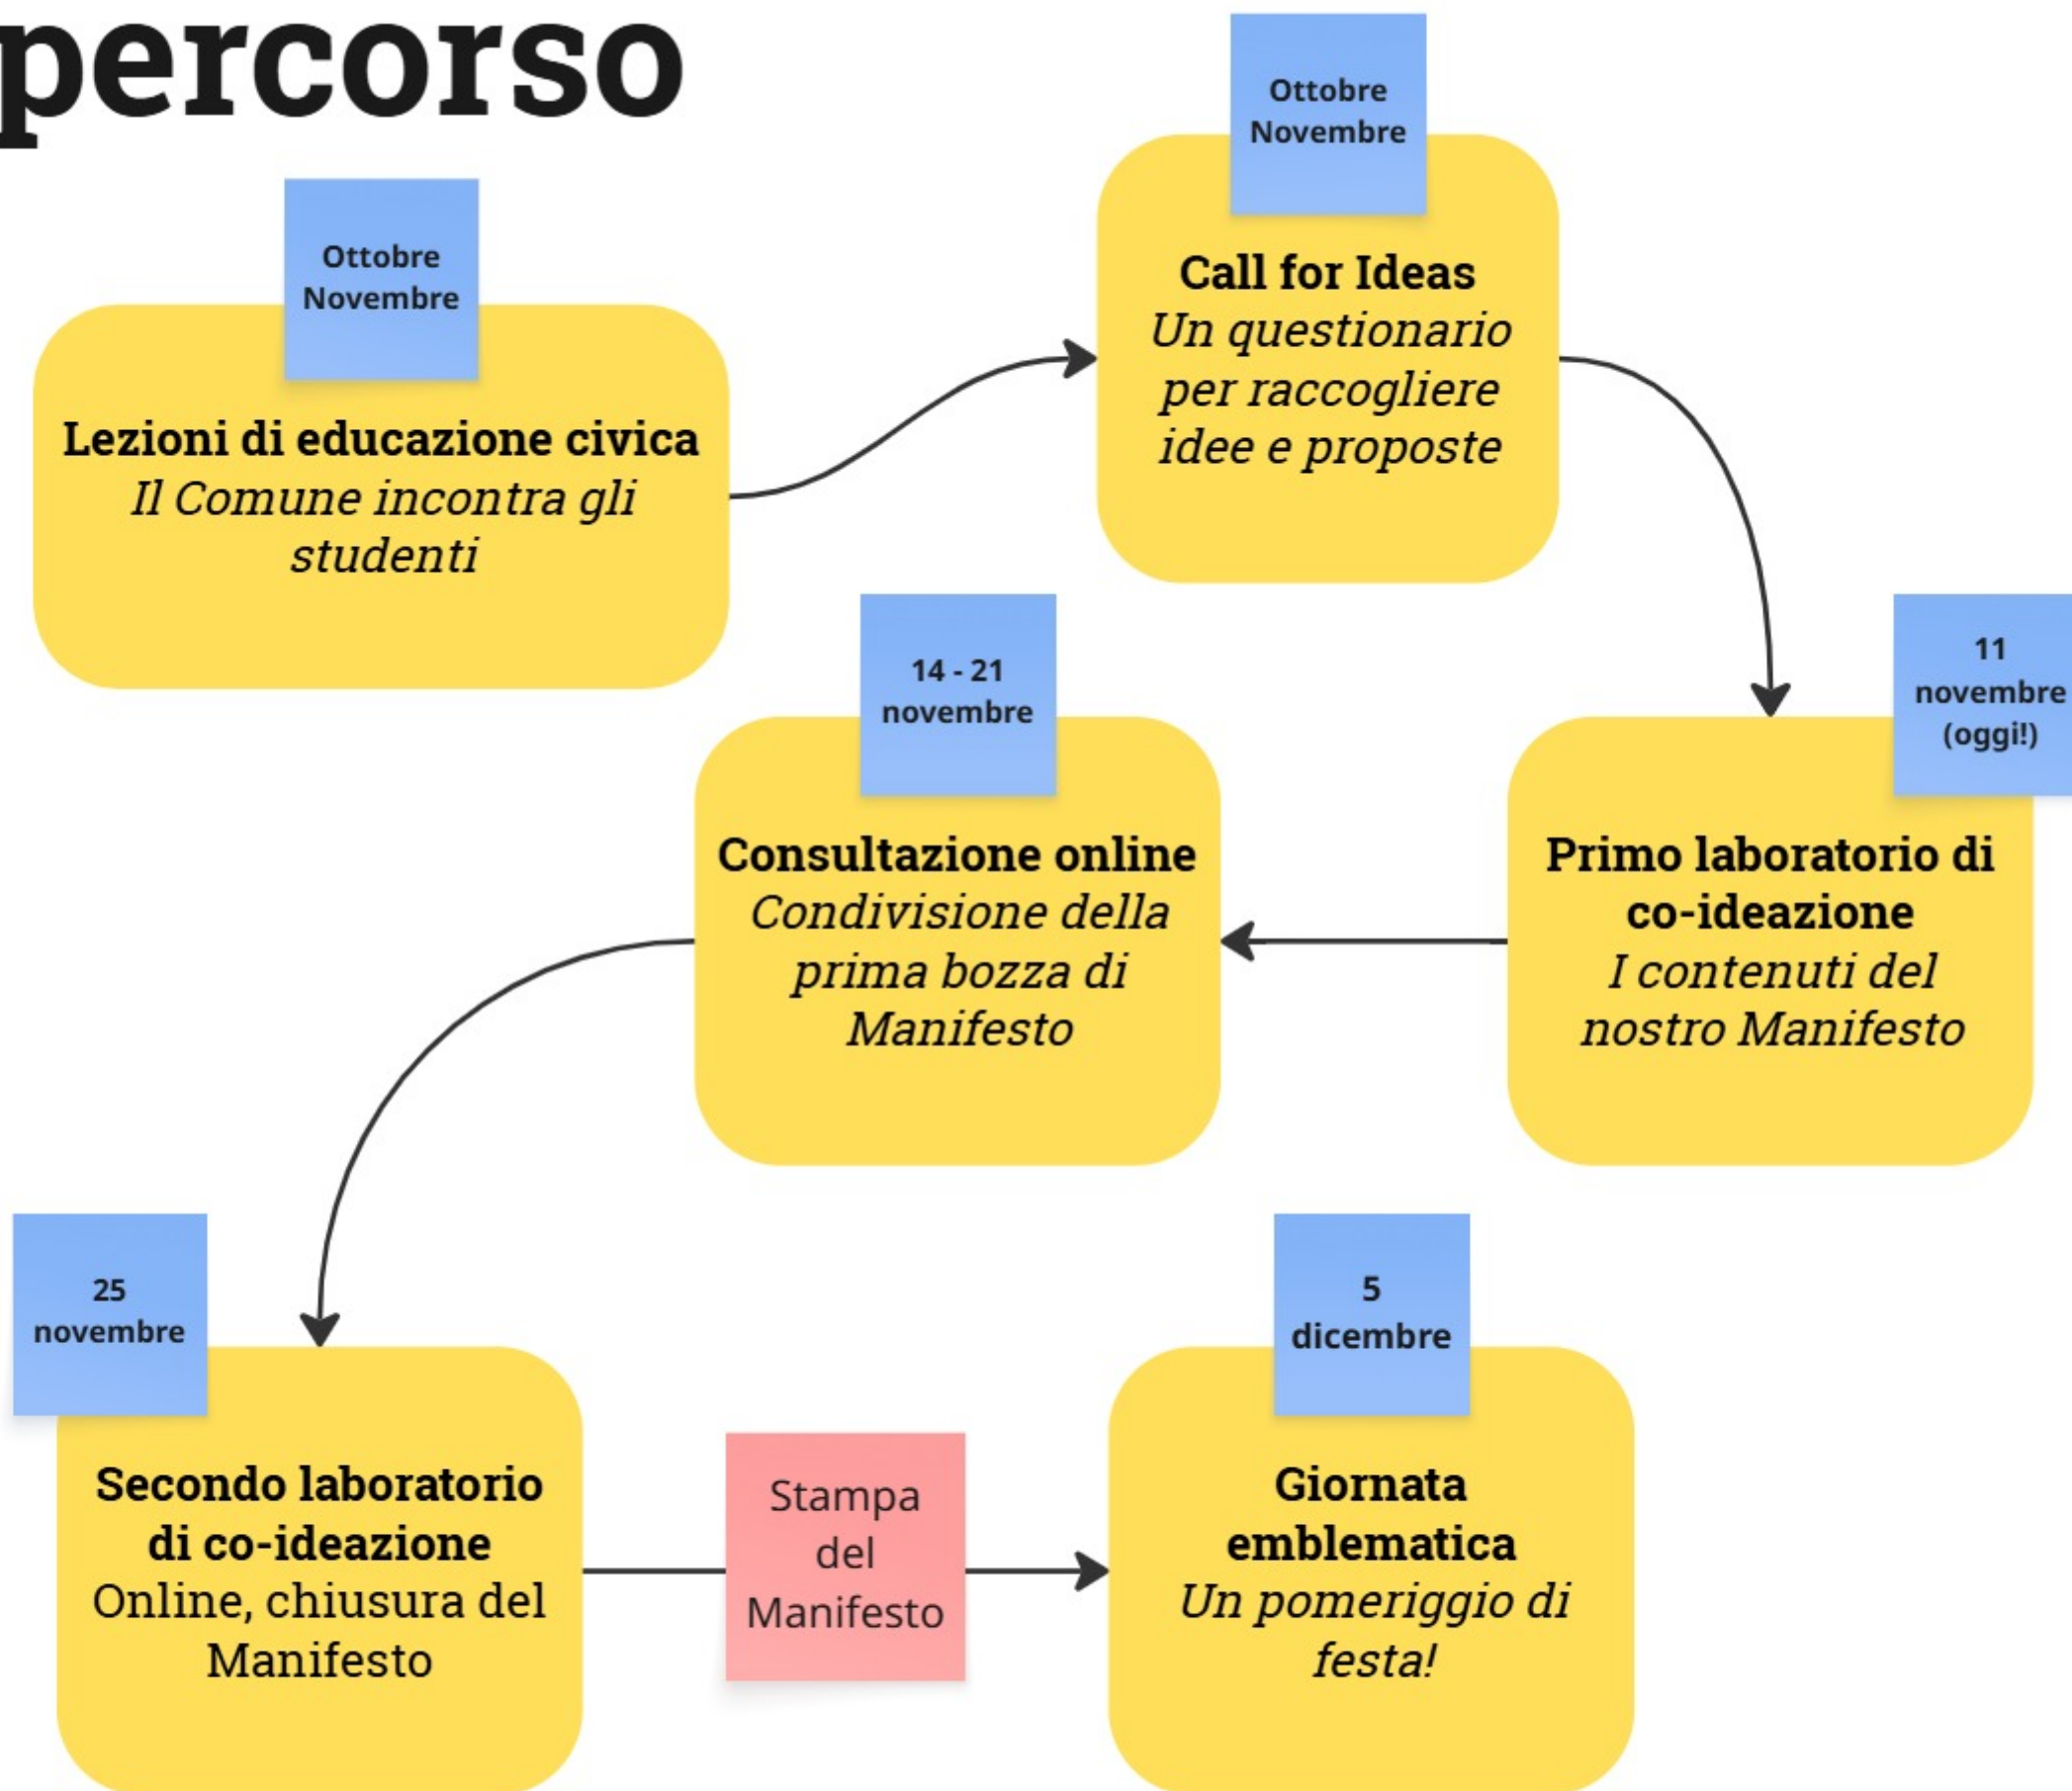 percorso
Ottobre
Novembre
Lezioni di educazione civica
Il Comune incontra gli
studenti
Ottobre
Novembre
Call for Ideas
Un questionario
per raccogliere
idee e proposte
11
novembre
(oggi!)
Primo laboratorio di
co-ideazione
I contenuti del
nostro Manifesto
14 - 21
novembre
Consultazione online
Condivisione della
prima bozza di
Manifesto
25
novembre
Secondo laboratorio
di co-ideazione
Online, chiusura del
Manifesto
Stampa
del
Manifesto
5
dicembre
Giornata
emblematica
Un pomeriggio di
festa!